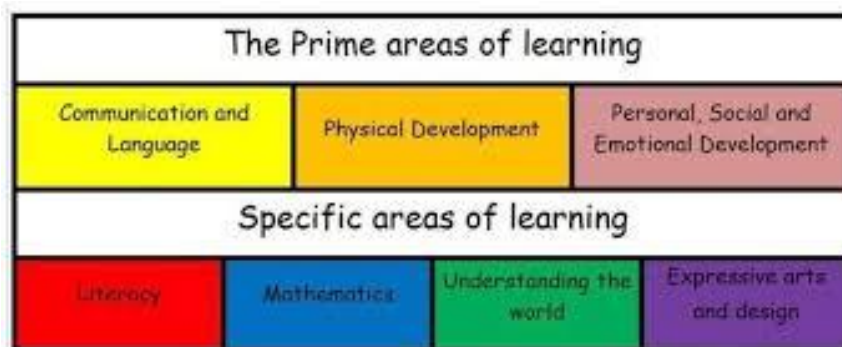 The Prime areas of learning
Communication and
Language
Physical Development
Personal, Social and
Emotional Development
Specific areas of learning
Literacy
Mathematics
Understanding the
world
Expressive arts
and design